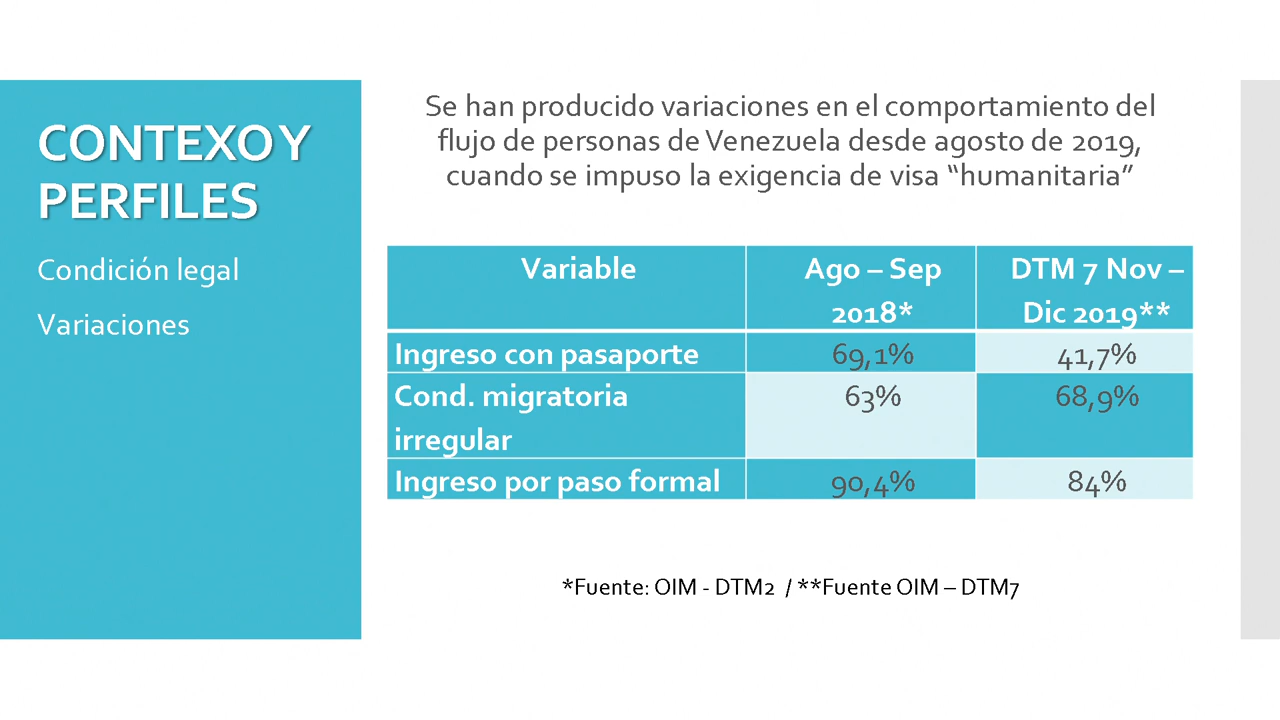 CONTEXO Y
PERFILES
Condición legal
Variaciones
Se han producido variaciones en el comportamiento del
flujo de personas de Venezuela desde agosto de 2019,
cuando se impuso la exigencia de visa “humanitaria”
Variable Ago – Sep 2018* DTM 7 Nov – Dic 2019**
Ingreso con pasaporte 69,1% 41,7%
Cond. migratoria irregular 63% 68,9%
Ingreso por paso formal 90,4% 84%
*Fuente: OIM - DTM2 / **Fuente OIM – DTM7